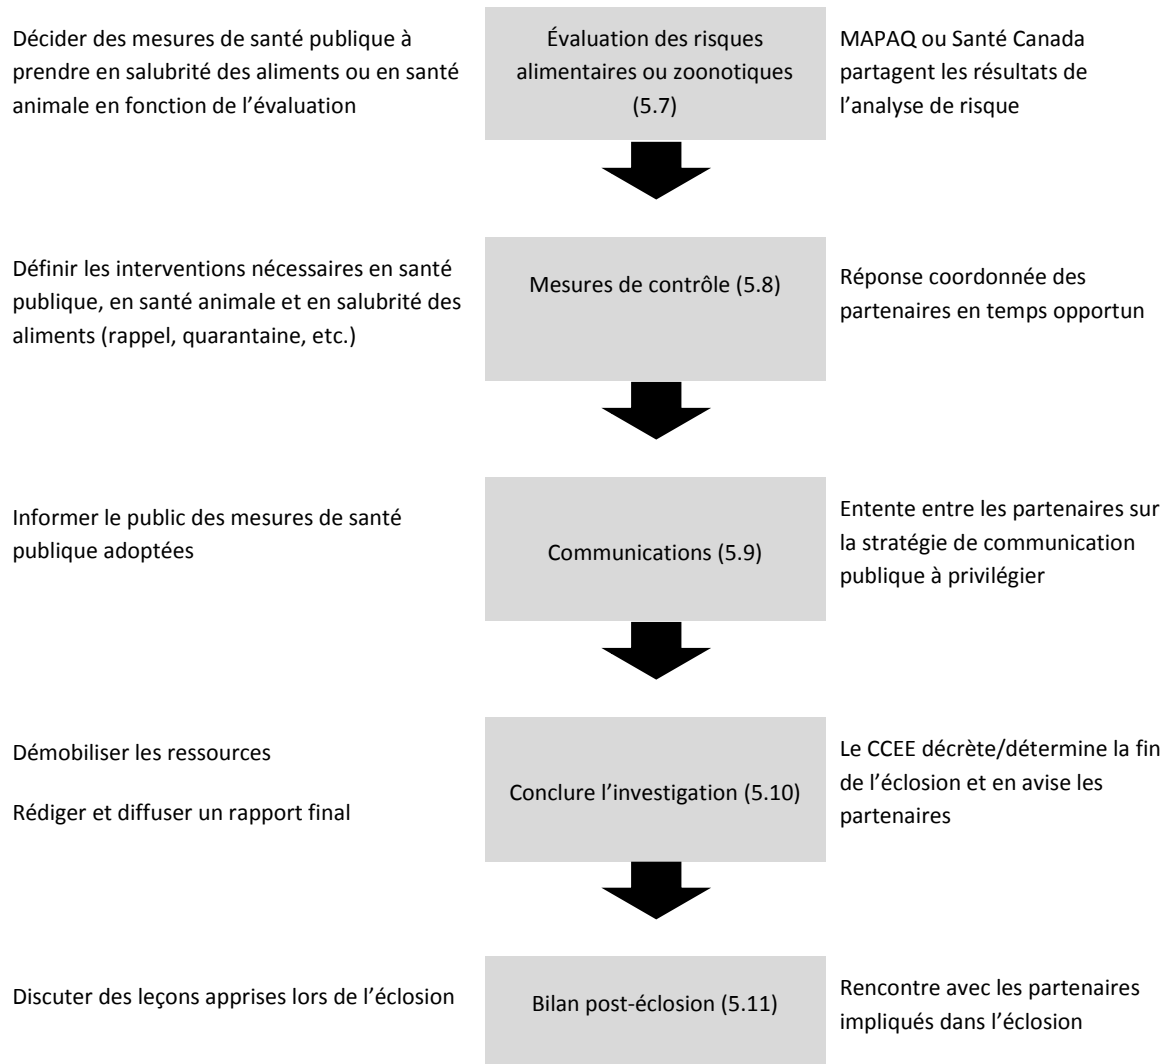 Décider des mesures de santé publique à
prendre en salubrité des aliments ou en santé
animale en fonction de l’évaluation
Évaluation des risques
alimentaires ou zoonotiques
(5.7)
MAPAQ ou Santé Canada
partagent les résultats de
l’analyse de risque
Définir les interventions nécessaires en santé
publique, en santé animale et en salubrité des
aliments (rappel, quarantaine, etc.)
Mesures de contrôle (5.8)
Réponse coordonnée des
partenaires en temps opportun
Informer le public des mesures de santé
publique adoptées
Communications (5.9)
Entente entre les partenaires sur
la stratégie de communication
publique à privilégier
Démobiliser les ressources
Rédiger et diffuser un rapport final
Conclure l’investigation (5.10)
Le CCEE décrète/détermine la fin
de l’éclosion et en avise les
partenaires
Discuter des leçons apprises lors de l’éclosion
Bilan post-éclosion (5.11)
Rencontre avec les partenaires
impliqués dans l’éclosion